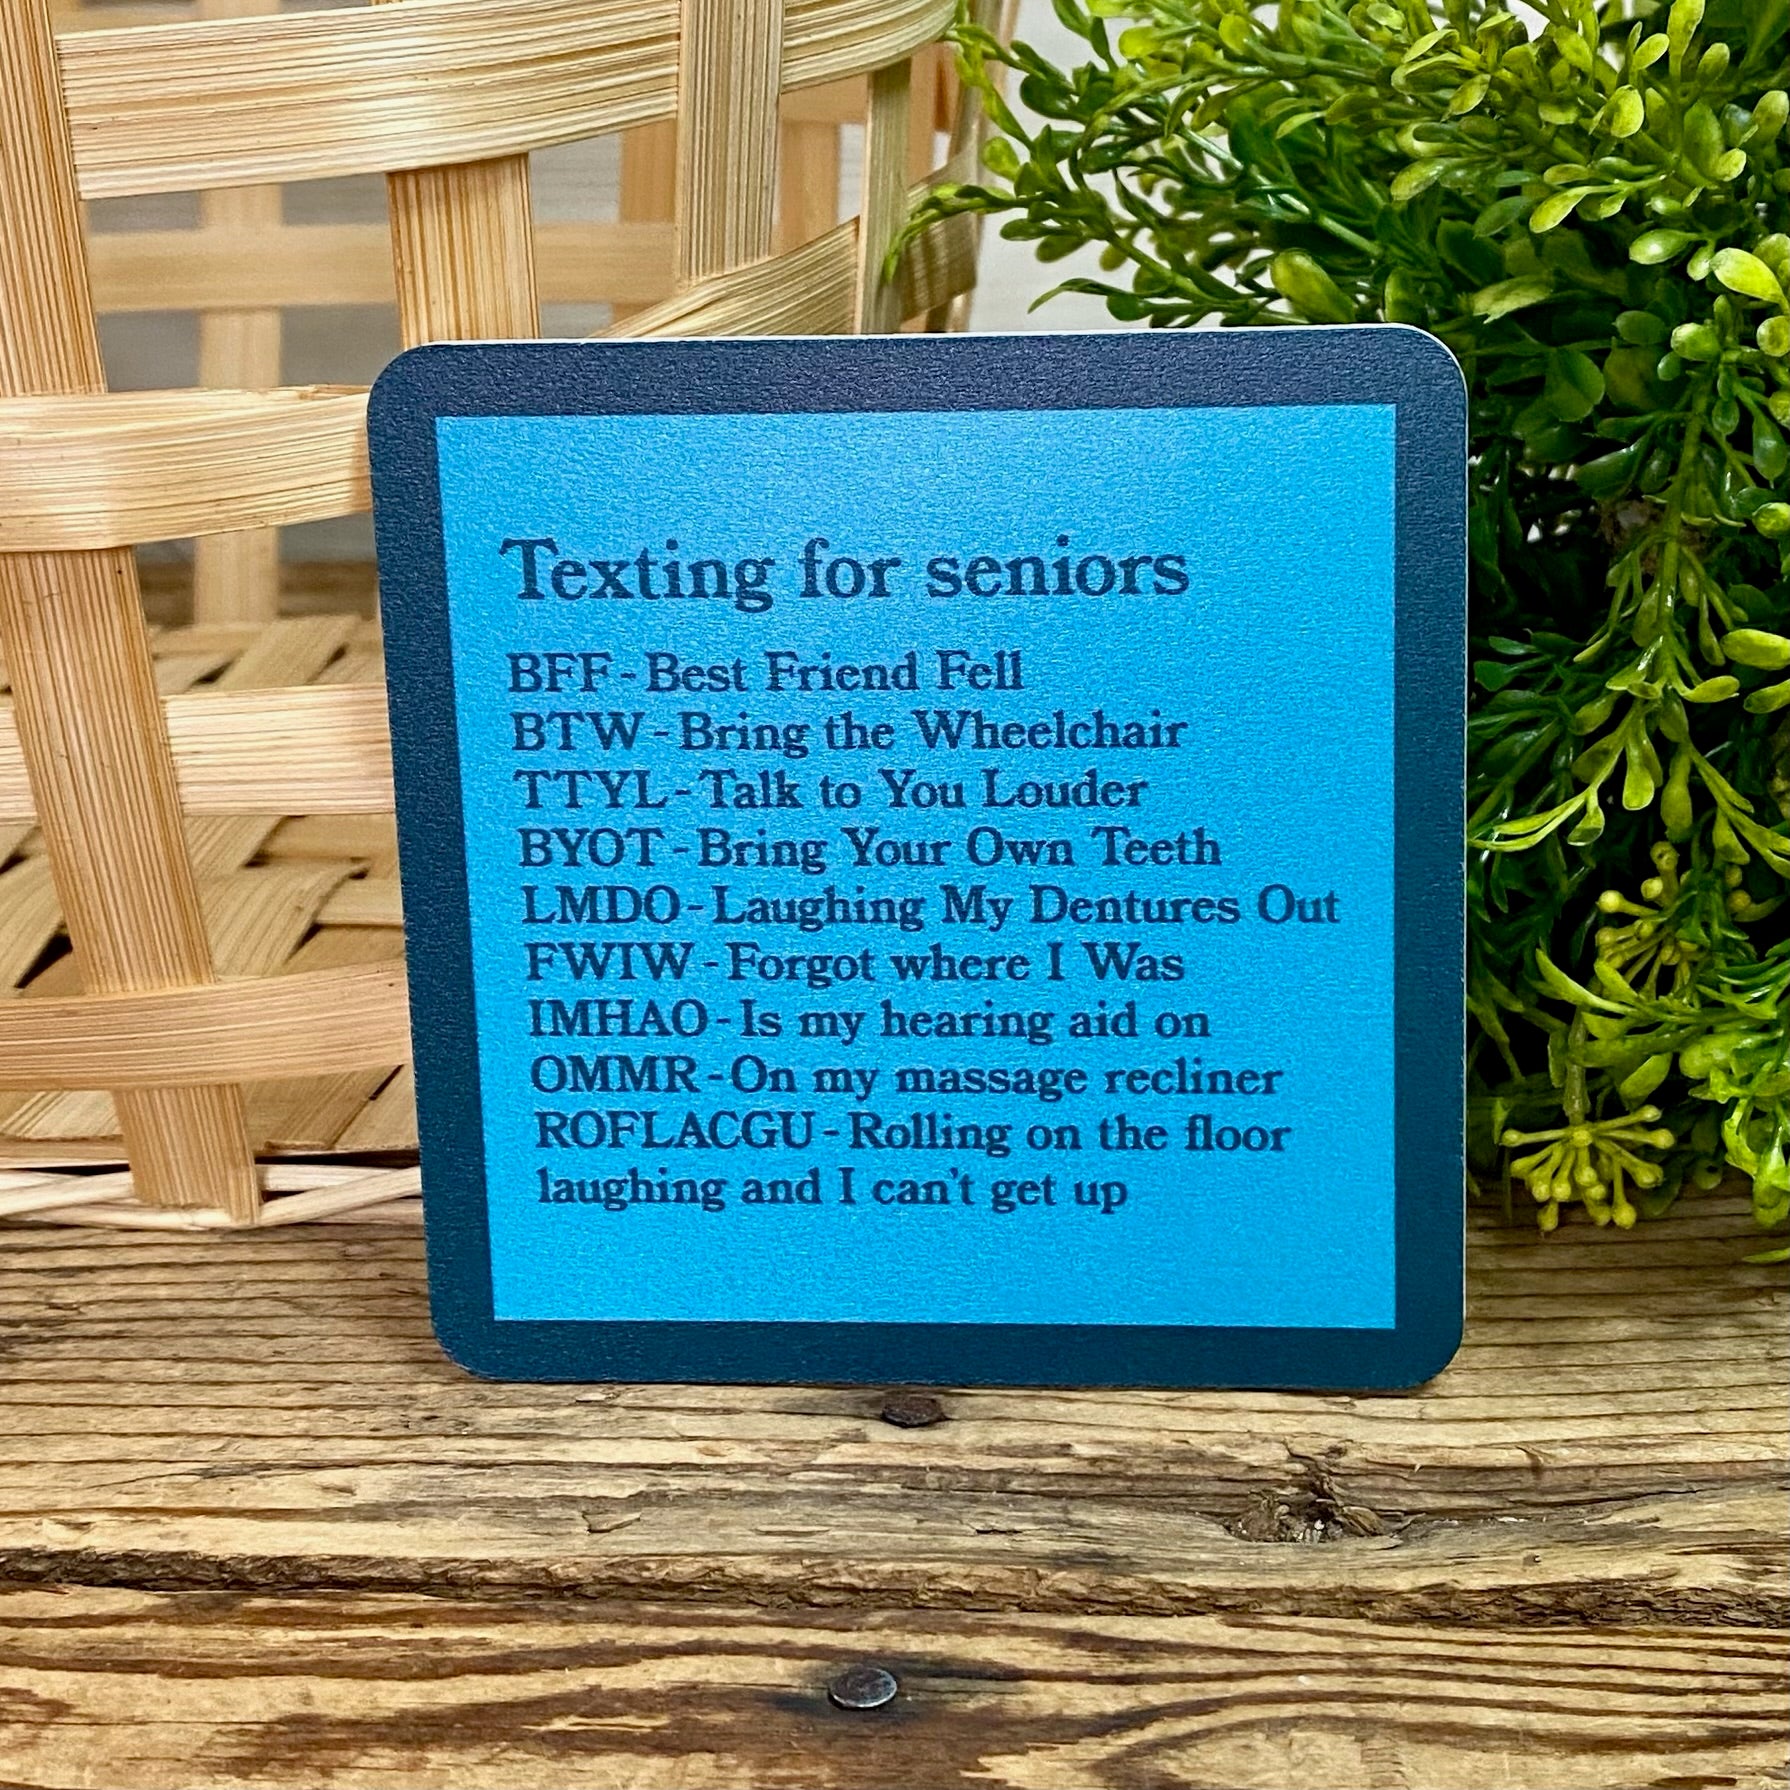 Texting for seniors
BFF - Best Friend Fell
BTW - Bring the Wheelchair
TTYL - Talk to You Louder
BYOT - Bring Your Own Teeth
LMDO - Laughing My Dentures Out
FWIW - Forgot where I Was
IMHAO - Is my hearing aid on
OMMR - On my massage recliner
ROFLACGU - Rolling on the floor
laughing and I can't get up